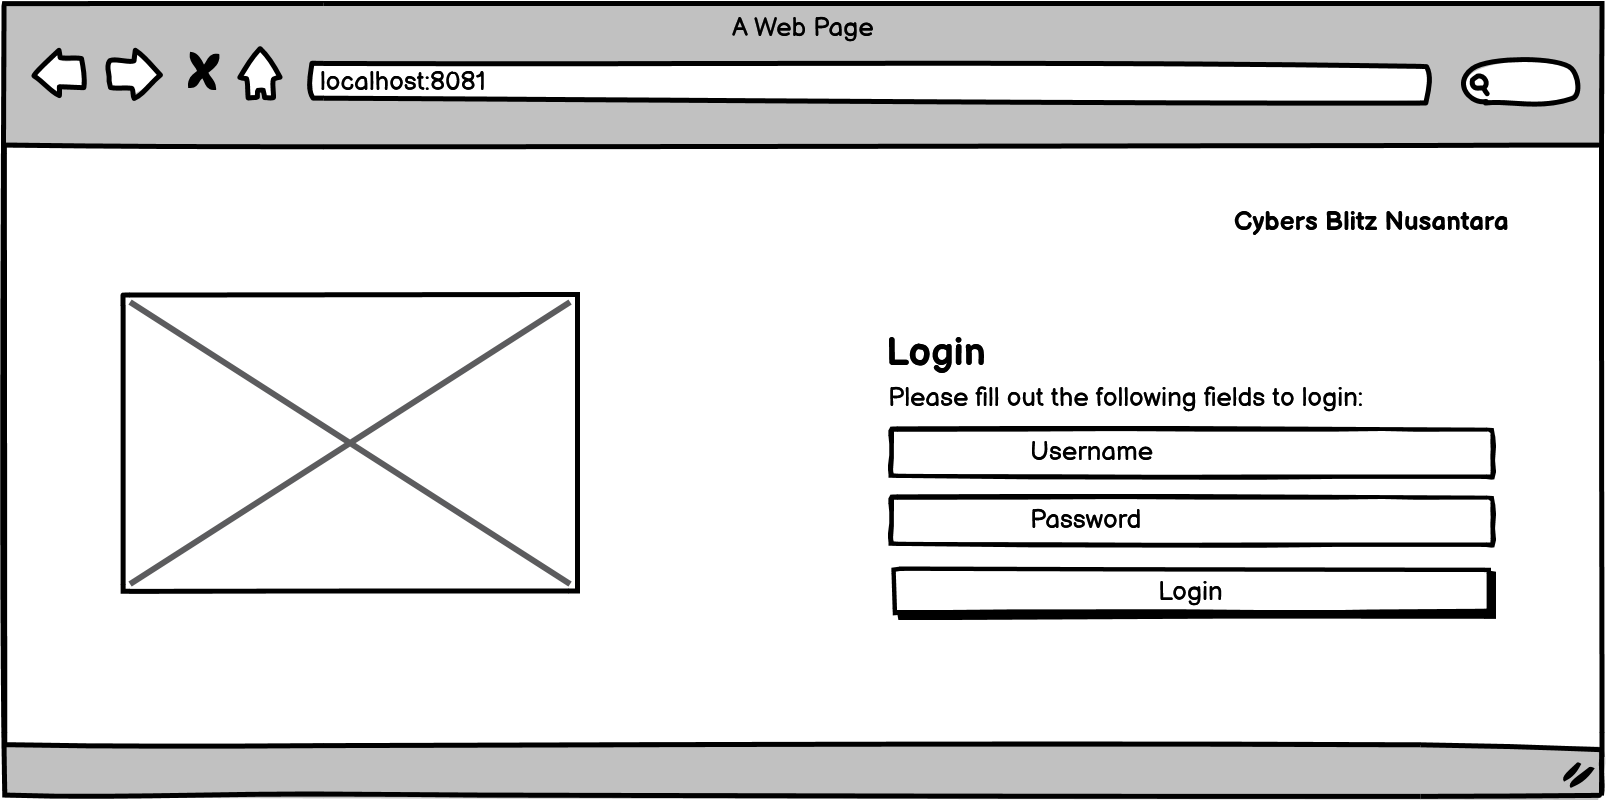 A Web Page
localhost:8081
Cybers Blitz Nusantara
Login
Please fill out the following fields to login:
Username
Password
Login